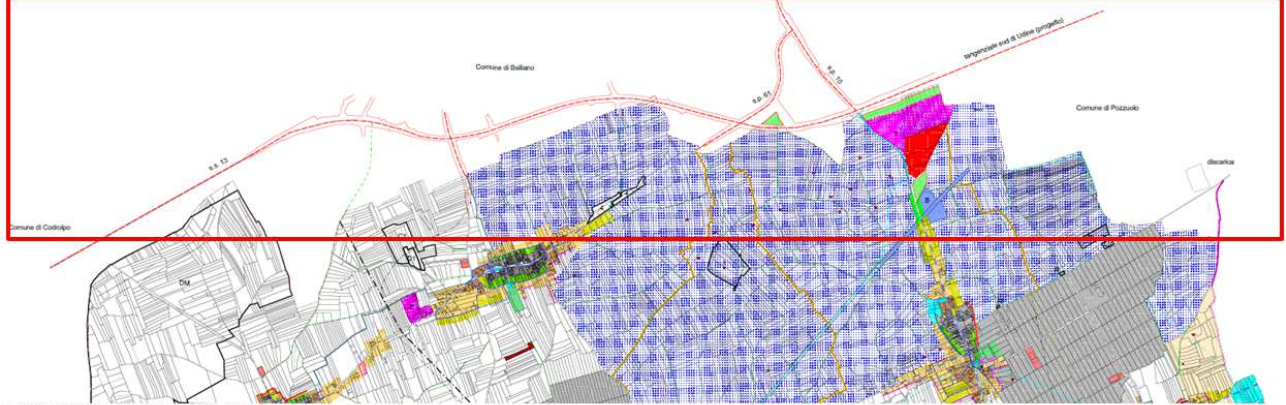 tangenziale sud di Udine (progetto)
Comune di Basiliano
s.p. 10
s.p. 61
Comune di Pozzuolo
s.s. 13
discarica
B
Comune di Codroipo
D1
DM